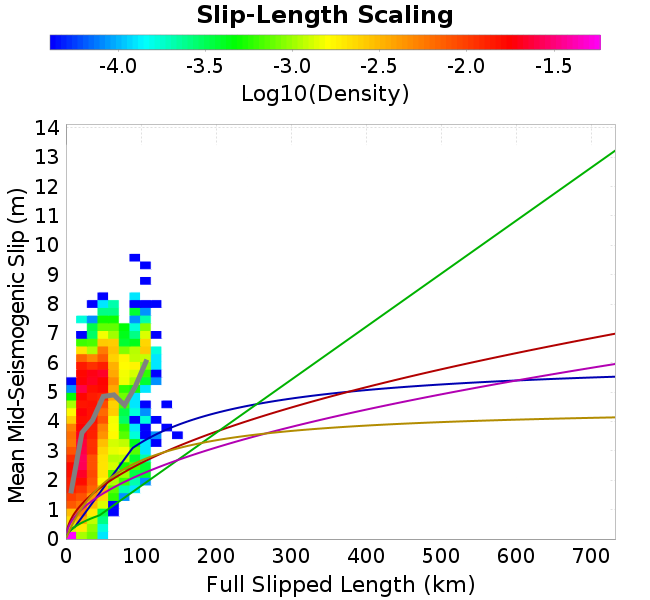 Slip-Length Scaling
-4.0 -3.5 -3.0 -2.5 -2.0 -1.5
Log10(Density)
14
13
12
11
10
9
8
7
6
5
4
3
2
1
0
Mean Mid-Seismogenic Slip (m)
0 100 200 300 400 500 600 700
Full Slipped Length (km)